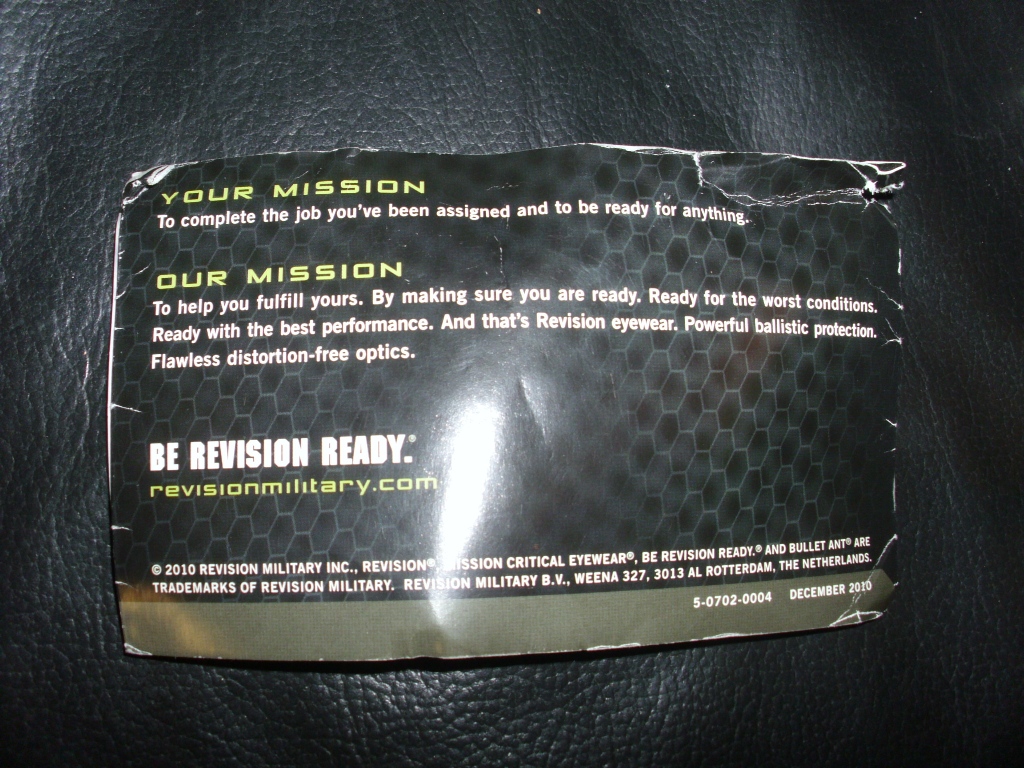 YOUR MISSION
To complete the job you've been assigned and to be ready for anything.
OUR MISSION
To help you fulfill yours. By making sure you are ready. Ready for the worst conditions.
Ready with the best performance. And that's Revision eyewear. Powerful ballistic protection.
Flawless distortion-free optics.
BE REVISION READY.®
revisionmilitary.com
© 2010 REVISION MILITARY INC., REVISION®, MISSION CRITICAL EYEWEAR®, BE REVISION READY.® AND BULLET ANT® ARE
TRADEMARKS OF REVISION MILITARY. REVISION MILITARY B.V., WEENA 327, 3013 AL ROTTERDAM, THE NETHERLANDS.
5-0702-0004 DECEMBER 2010